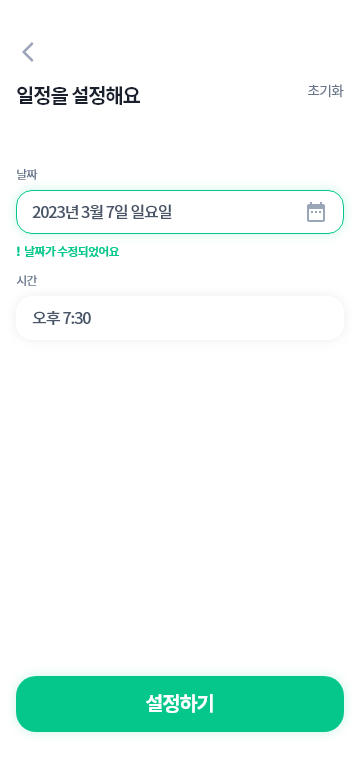 일정을 설정해요
초기화
날짜
2023년 3월 7일 일요일
! 날짜가 수정되었어요
시간
오후 7:30
설정하기